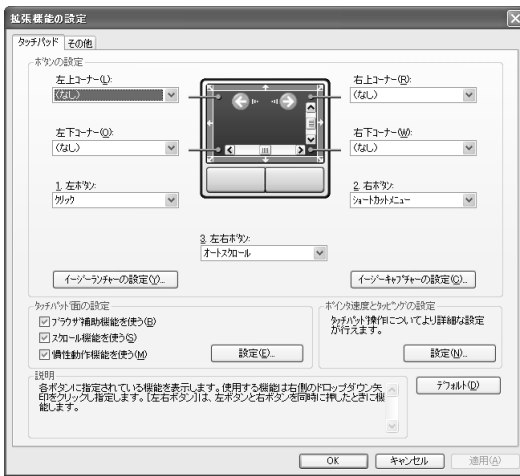 拡張機能の設定
タッチパッド その他
ボタンの設定
左上コーナー(L):
(なし)
右上コーナー(R):
(なし)
左下コーナー(O):
(なし)
右下コーナー(W):
(なし)
1. 左ボタン:
クリック
2. 右ボタン:
ショートカットメニュー
3. 左右ボタン:
オートスクロール
イージーランチャーの設定(Y)...
イージーキャプチャーの設定(C)...
タッチパッド面の設定
ブラウザ補助機能を使う(B)
スクロール機能を使う(S)
慣性動作機能を使う(M)
設定(E)...
ポインタ速度とタッピングの設定
タッチパッド操作についてより詳細な設定
が行えます。
設定(N)...
説明
各ボタンに指定されている機能を表示します。使用する機能は右側のドロップダウン矢
印をクリックし指定します。[左右ボタン]は、左ボタンと右ボタンを同時に押したときに機
能します。
デフォルト(D)
OK キャンセル 適用(A)